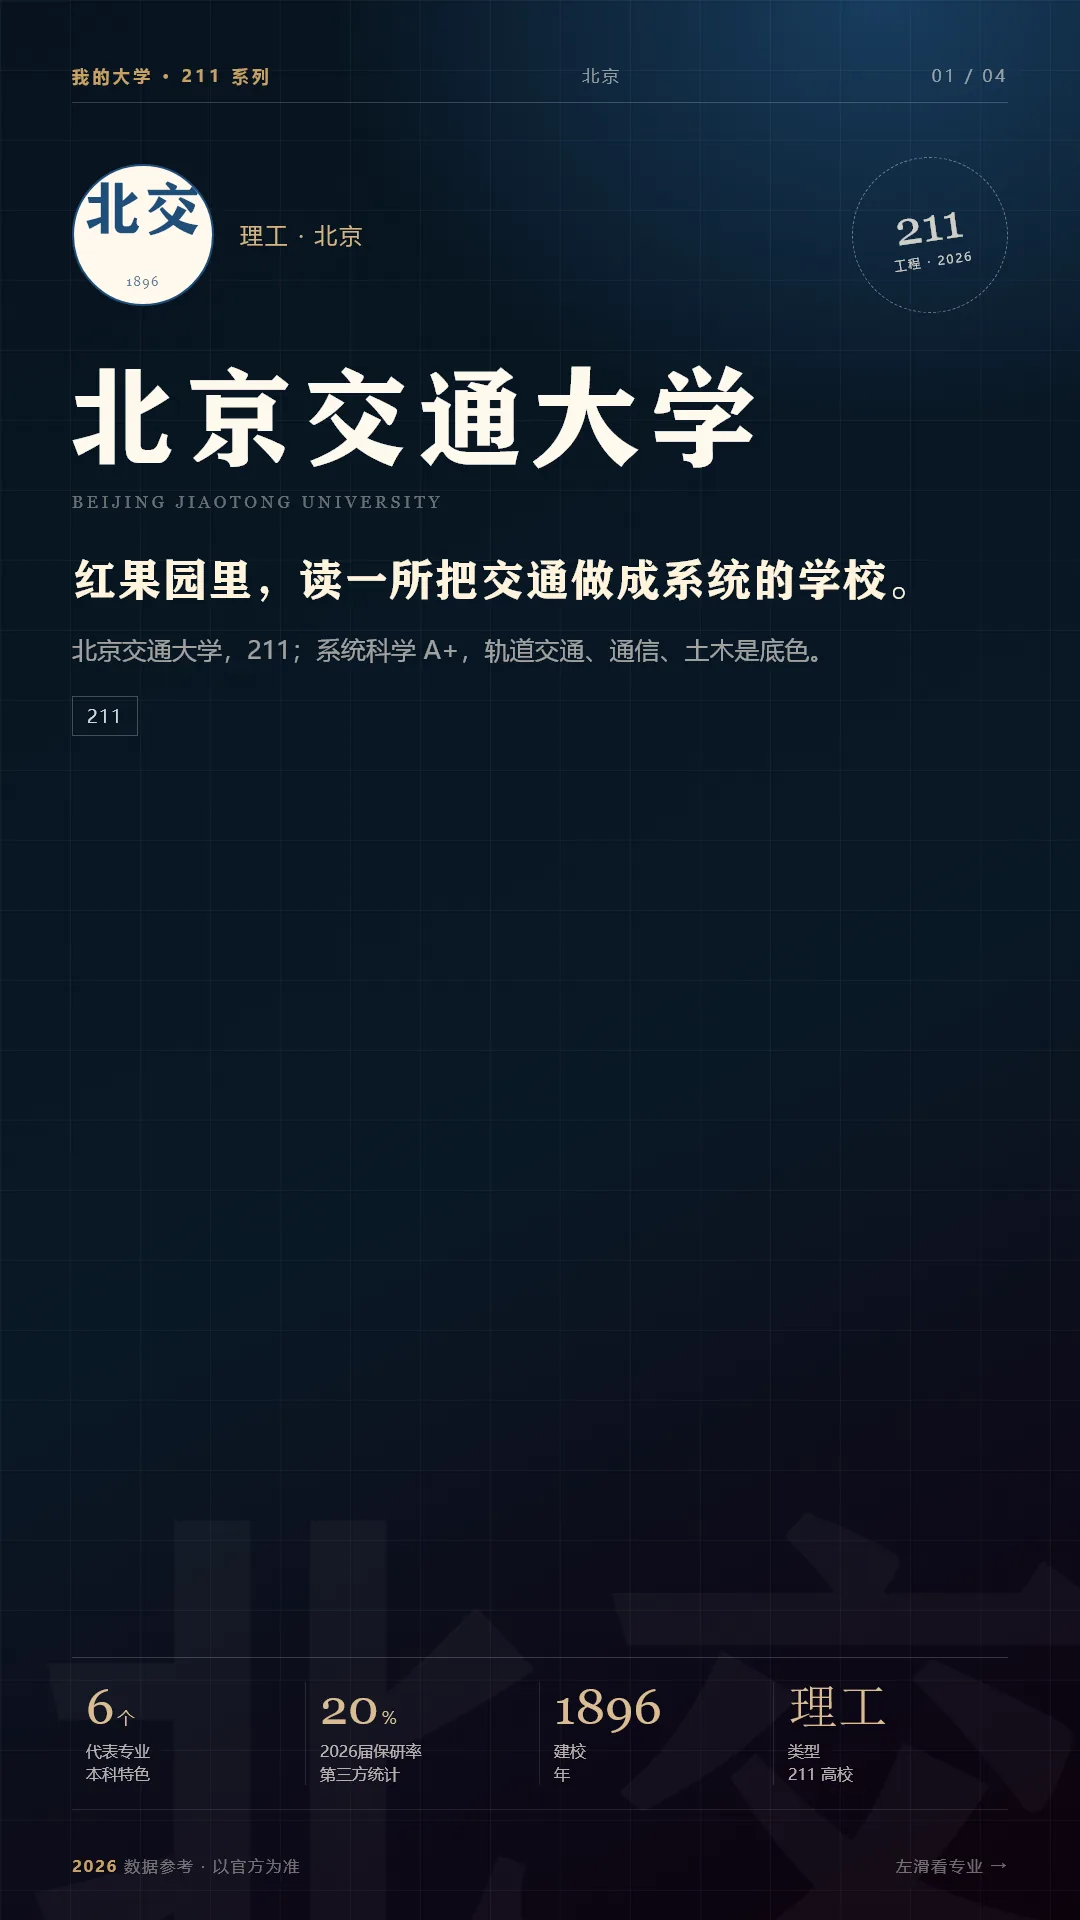 我的大学 · 211 系列
北京
01 / 04
北交
1896
理工 · 北京
211
工程 · 2026
北京交通大学
BEIJING JIAOTONG UNIVERSITY
红果园里，读一所把交通做成系统的学校。
北京交通大学，211；系统科学 A+，轨道交通、通信、土木是底色。
211
北交
6个
代表专业
本科特色
20%
2026届保研率
第三方统计
1896
建校
年
理工
类型
211 高校
2026 数据参考 · 以官方为准
左滑看专业 →